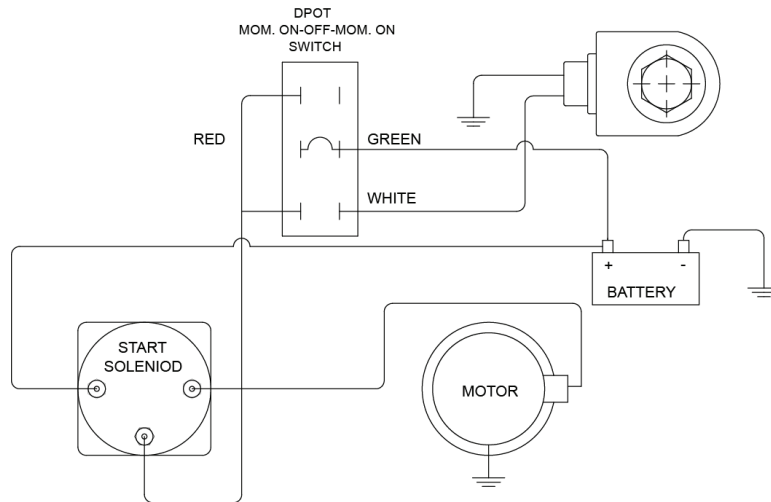 DPOT
MOM. ON-OFF-MOM. ON
SWITCH
RED
GREEN
WHITE
+ -
BATTERY
START
SOLENIOD
MOTOR